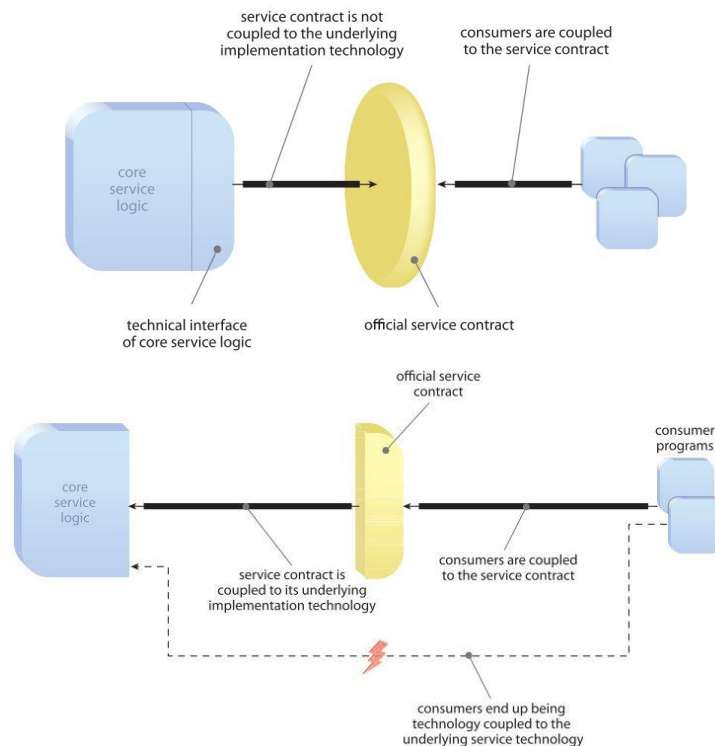 service contract is not
coupled to the underlying
implementation technology
consumers are coupled
to the service contract
core
service
logic
technical interface
of core service logic
official service contract
official service
contract
consumer
programs
core
service
logic
service contract is
coupled to its underlying
implementation technology
consumers are coupled
to the service contract
consumers end up being
technology coupled to the
underlying service technology